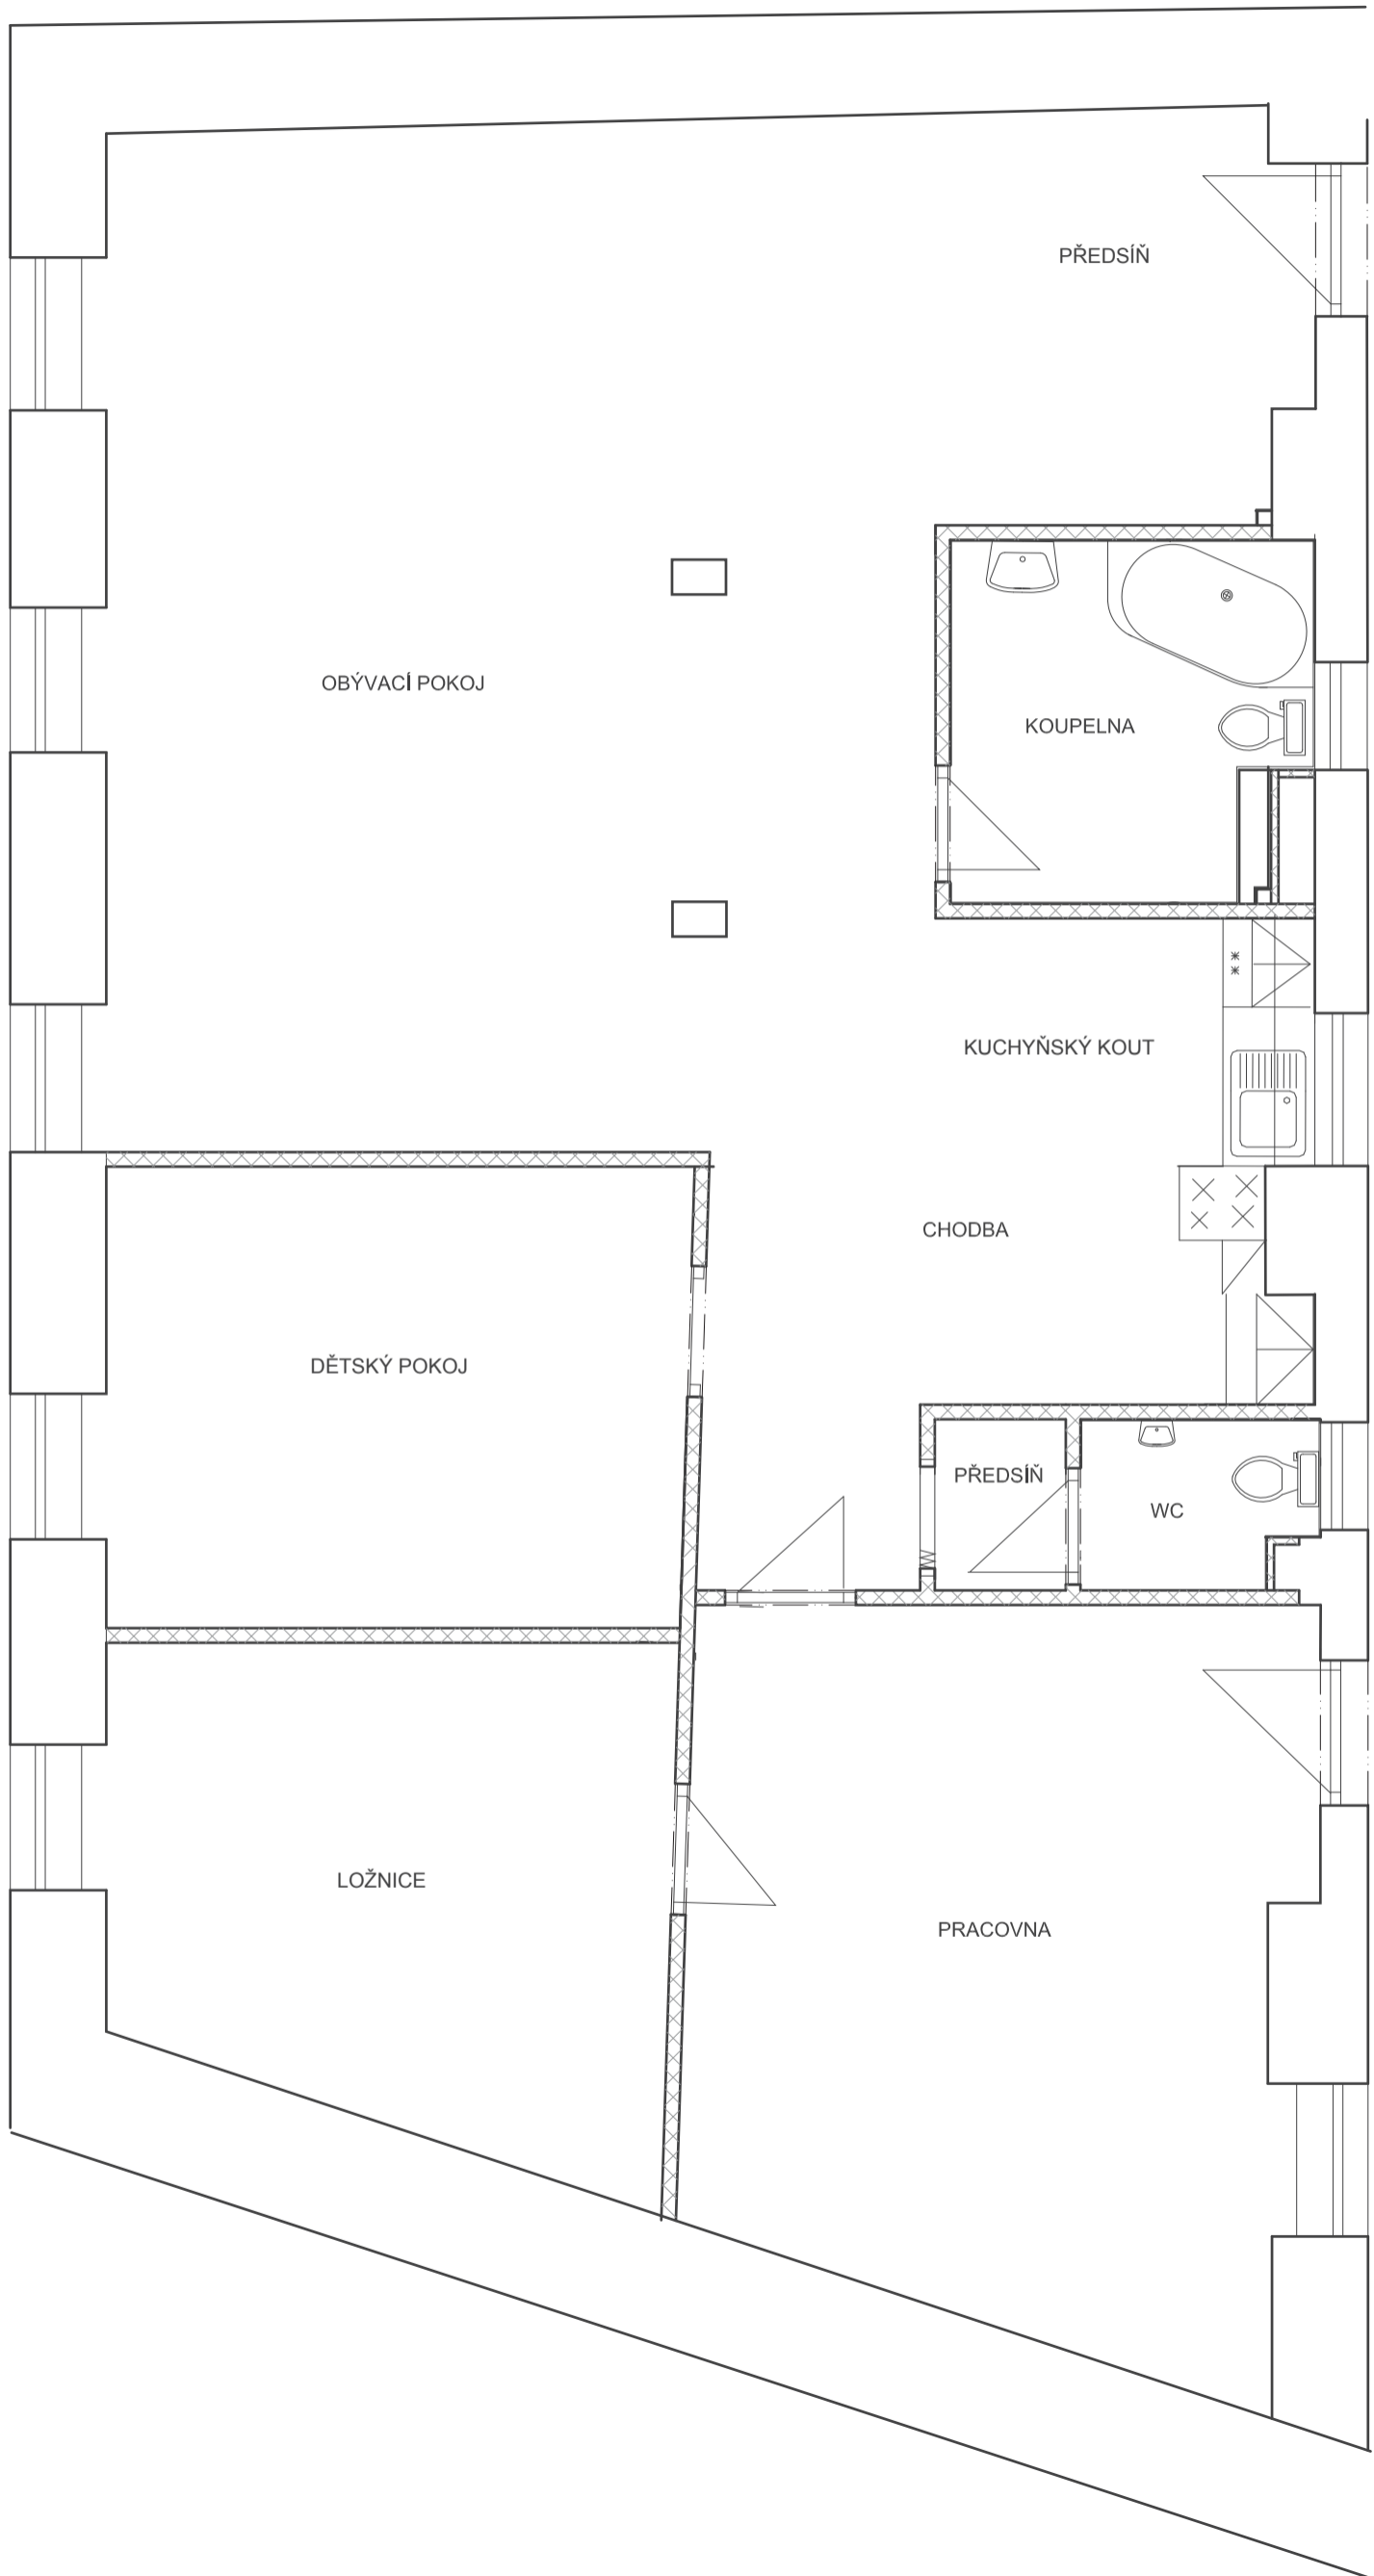 PŘEDSÍŇ
OBÝVACÍ POKOJ
KOUPELNA
KUCHYŇSKÝ KOUT
CHODBA
DĚTSKÝ POKOJ
PŘEDSÍŇ
WC
LOŽNICE
PRACOVNA